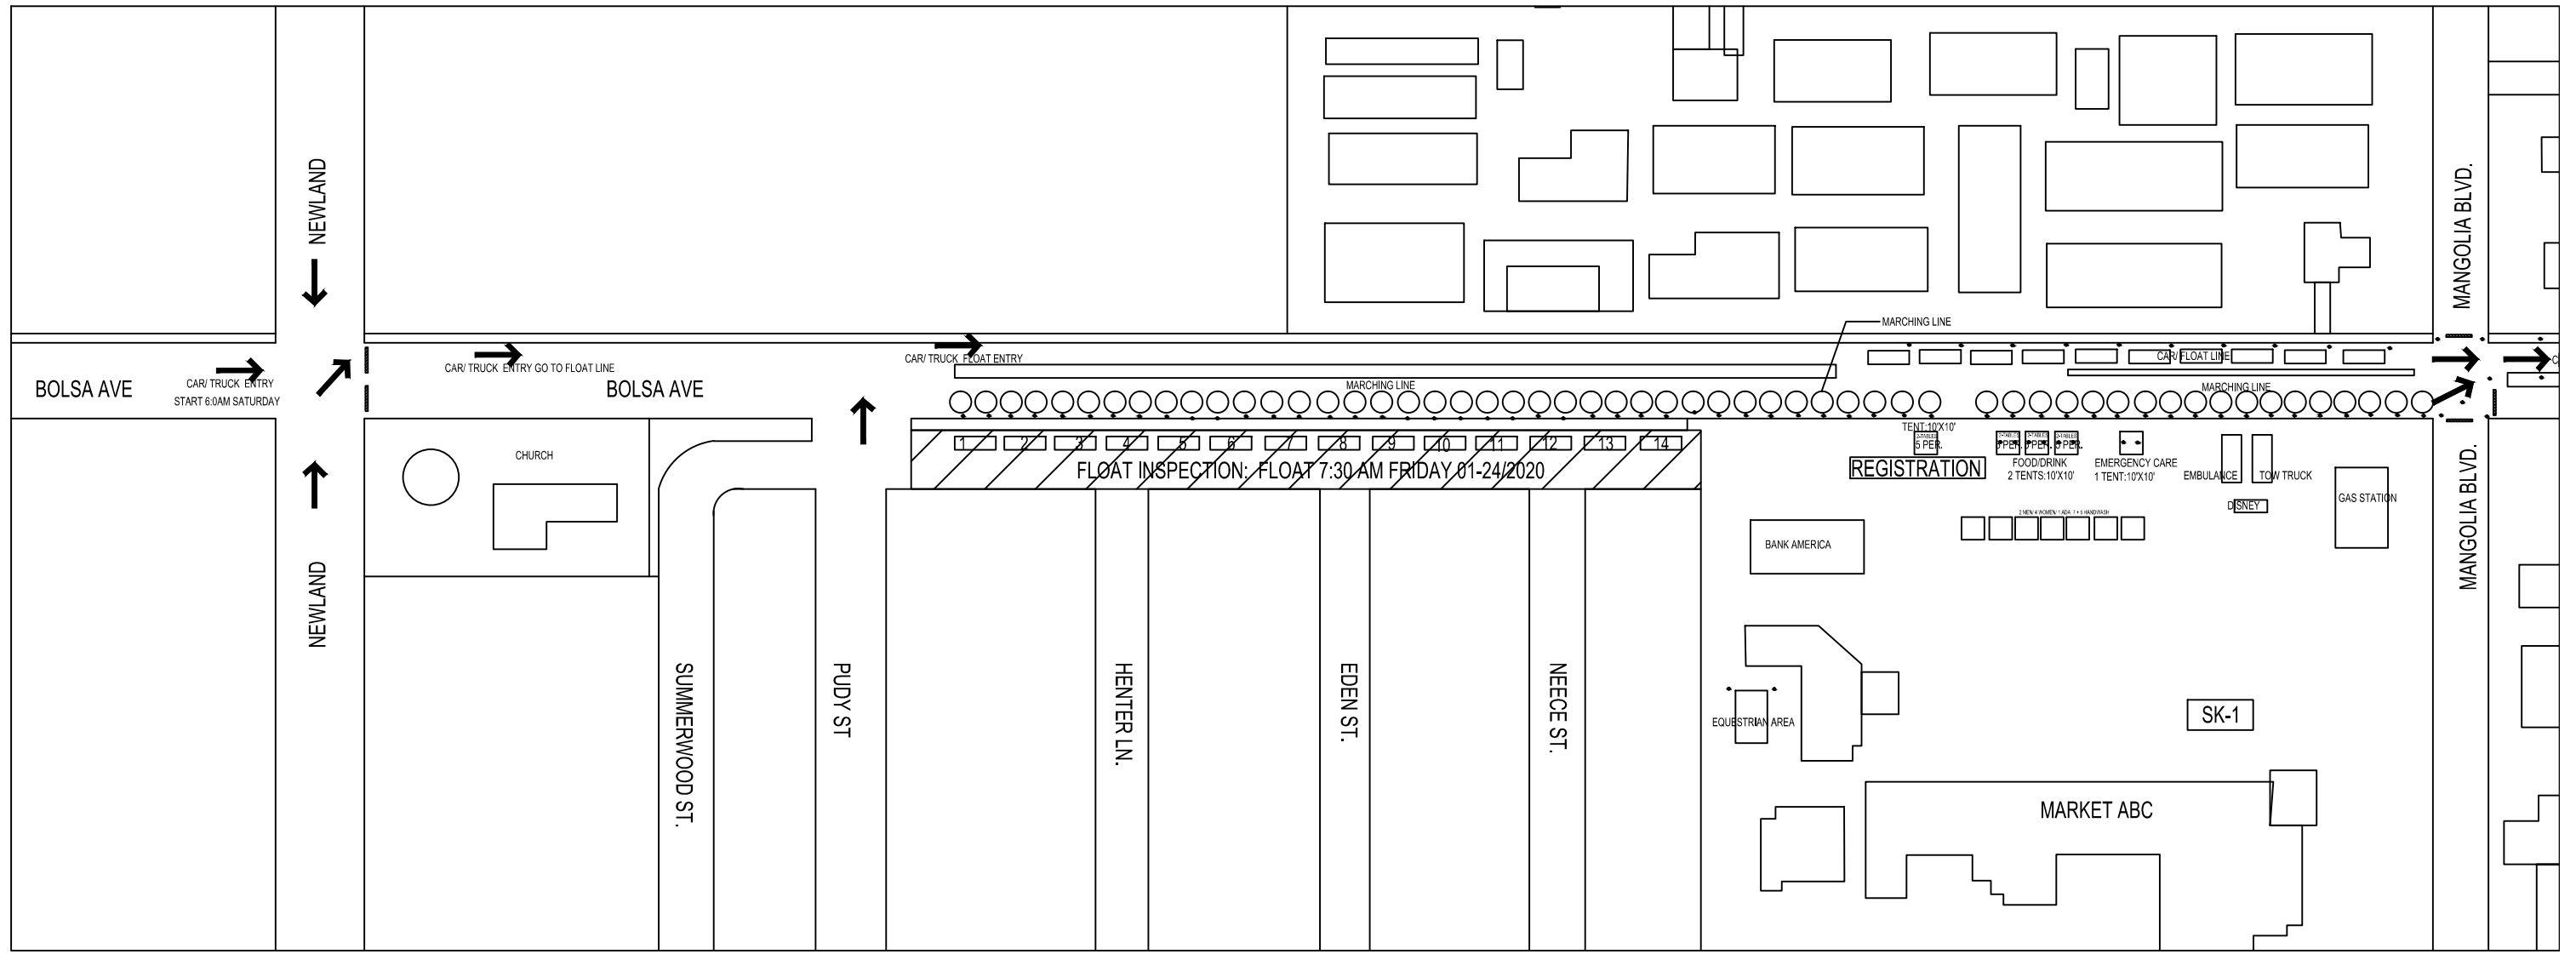 NEWLAND
MANGOLIA BLVD.
MARCHING LINE
CAR/ TRUCK FLOAT ENTRY
CAR/ FLOAT LINE
CAR/ TRUCK ENTRY GO TO FLOAT LINE
BOLSA AVE
CAR/ TRUCK ENTRY
START 6:0AM SATURDAY
BOLSA AVE
MARCHING LINE
MARCHING LINE
TENT:10'X10'
2-TABLES
5 PER.
1 2 3 4 5 6 7 8 9 10 11 12 13 14
FLOAT INSPECTION: FLOAT 7:30 AM FRIDAY 01-24/2020
CHURCH
REGISTRATION
FOOD/DRINK
2 TENTS:10'X10'
EMERGENCY CARE
1 TENT:10'X10'
EMBULANCE
TOW TRUCK
GAS STATION
DISNEY
BANK AMERICA
NEWLAND
MANGOLIA BLVD.
SUMMERWOOD ST.
PUDY ST
HENTER LN.
EDEN ST.
NEECE ST.
EQUESTRIAN AREA
SK-1
MARKET ABC